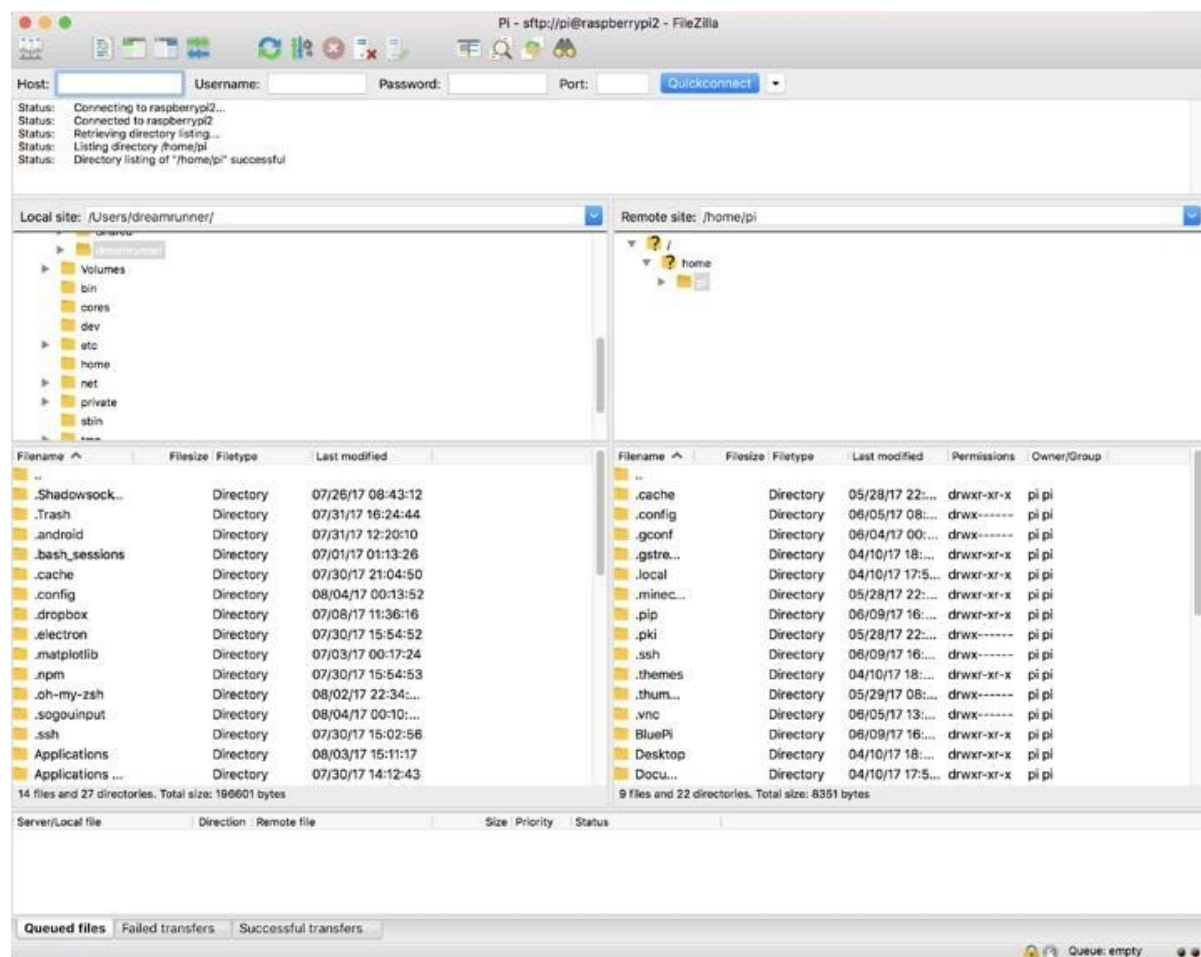 Pi - sftp://pi@raspberrypi2 - FileZilla
Host: Username: Password: Port: Quickconnect
Status: Connecting to raspberrypi2...
Status: Connected to raspberrypi2
Status: Retrieving directory listing...
Status: Listing directory /home/pi
Status: Directory listing of "/home/pi" successful
Local site: /Users/dreamrunner/
Shared
dreamrunner
Volumes
bin
cores
dev
etc
home
net
private
sbin
tmp
Remote site: /home/pi
/
home
pi
Filename Filesize Filetype Last modified
..
.Shadowsock... Directory 07/26/17 08:43:12
.Trash Directory 07/31/17 16:24:44
.android Directory 07/31/17 12:20:10
.bash_sessions Directory 07/01/17 01:13:26
.cache Directory 07/30/17 21:04:50
.config Directory 08/04/17 00:13:52
.dropbox Directory 07/08/17 11:36:16
.electron Directory 07/30/17 15:54:52
.matplotlib Directory 07/03/17 00:17:24
.npm Directory 07/30/17 15:54:53
.oh-my-zsh Directory 08/02/17 22:34:...
.sogouinput Directory 08/04/17 00:10:...
.ssh Directory 07/30/17 15:02:56
Applications Directory 08/03/17 15:11:17
Applications ... Directory 07/30/17 14:12:43
14 files and 27 directories. Total size: 196601 bytes
Filename Filesize Filetype Last modified Permissions Owner/Group
..
.cache Directory 05/28/17 22:... drwxr-xr-x pi pi
.config Directory 06/05/17 08:... drwx------ pi pi
.gconf Directory 06/04/17 00:... drwx------ pi pi
.gstre... Directory 04/10/17 18:... drwxr-xr-x pi pi
.local Directory 04/10/17 17:5... drwxr-xr-x pi pi
.minec... Directory 05/28/17 22:... drwxr-xr-x pi pi
.pip Directory 06/09/17 16:... drwxr-xr-x pi pi
.pki Directory 05/28/17 22:... drwx------ pi pi
.ssh Directory 06/09/17 16:... drwx------ pi pi
.themes Directory 04/10/17 18:... drwxr-xr-x pi pi
.thum... Directory 05/29/17 08:... drwx------ pi pi
.vnc Directory 06/05/17 13:... drwx------ pi pi
BluePi Directory 06/09/17 16:... drwxr-xr-x pi pi
Desktop Directory 04/10/17 18:... drwxr-xr-x pi pi
Docu... Directory 04/10/17 17:5... drwxr-xr-x pi pi
9 files and 22 directories. Total size: 8351 bytes
Server/Local file Direction Remote file Size Priority Status
Queued files Failed transfers Successful transfers
Queue: empty